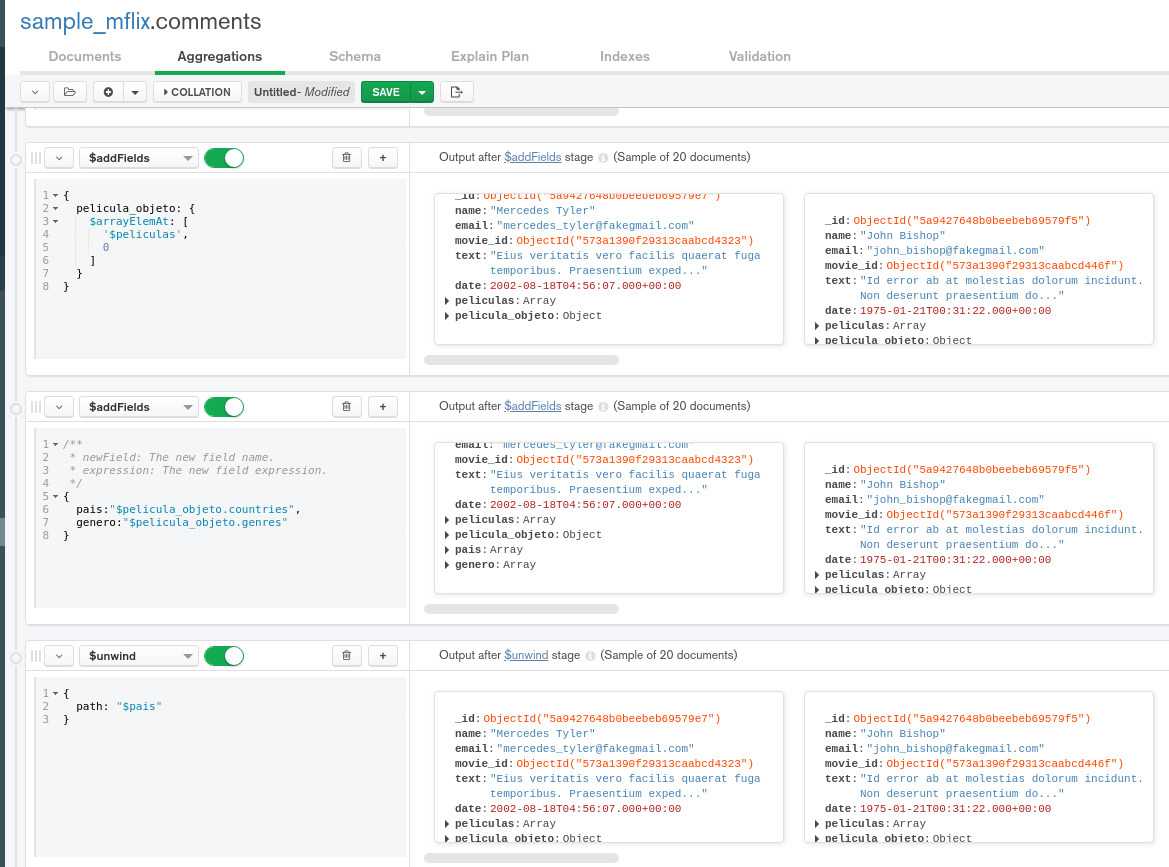 sample_mflix.comments
Documents Aggregations Schema Explain Plan Indexes Validation
COLLATION Untitled- Modified SAVE
$addFields +
Output after $addFields stage (Sample of 20 documents)
1 {
2 pelicula_objeto: {
3 $arrayElemAt: [
4 '$peliculas',
5 0
6 ]
7 }
8 }
_id:ObjectId("5a9427648b0beebeb69579e7")
name:"Mercedes Tyler"
email:"mercedes_tyler@fakegmail.com"
movie_id:ObjectId("573a1390f29313caabcd4323")
text:"Eius veritatis vero facilis quaerat fuga
temporibus. Praesentium exped..."
date:2002-08-18T04:56:07.000+00:00
peliculas:Array
pelicula_objeto:Object
_id:ObjectId("5a9427648b0beebeb69579f5")
name:"John Bishop"
email:"john_bishop@fakegmail.com"
movie_id:ObjectId("573a1390f29313caabcd446f")
text:"Id error ab at molestias dolorum incidunt.
Non deserunt praesentium do..."
date:1975-01-21T00:31:22.000+00:00
peliculas:Array
pelicula_objeto:Object
$addFields +
Output after $addFields stage (Sample of 20 documents)
1 /**
2 * newField: The new field name.
3 * expression: The new field expression.
4 */
5 {
6 pais:"$pelicula_objeto.countries",
7 genero:"$pelicula_objeto.genres"
8 }
email:"mercedes_tyler@fakegmail.com"
movie_id:ObjectId("573a1390f29313caabcd4323")
text:"Eius veritatis vero facilis quaerat fuga
temporibus. Praesentium exped..."
date:2002-08-18T04:56:07.000+00:00
peliculas:Array
pelicula_objeto:Object
pais:Array
genero:Array
_id:ObjectId("5a9427648b0beebeb69579f5")
name:"John Bishop"
email:"john_bishop@fakegmail.com"
movie_id:ObjectId("573a1390f29313caabcd446f")
text:"Id error ab at molestias dolorum incidunt.
Non deserunt praesentium do..."
date:1975-01-21T00:31:22.000+00:00
peliculas:Array
pelicula_objeto:Object
$unwind +
Output after $unwind stage (Sample of 20 documents)
1 {
2 path: "$pais"
3 }
_id:ObjectId("5a9427648b0beebeb69579e7")
name:"Mercedes Tyler"
email:"mercedes_tyler@fakegmail.com"
movie_id:ObjectId("573a1390f29313caabcd4323")
text:"Eius veritatis vero facilis quaerat fuga
temporibus. Praesentium exped..."
date:2002-08-18T04:56:07.000+00:00
peliculas:Array
pelicula_objeto:Object
_id:ObjectId("5a9427648b0beebeb69579f5")
name:"John Bishop"
email:"john_bishop@fakegmail.com"
movie_id:ObjectId("573a1390f29313caabcd446f")
text:"Id error ab at molestias dolorum incidunt.
Non deserunt praesentium do..."
date:1975-01-21T00:31:22.000+00:00
peliculas:Array
pelicula_objeto:Object